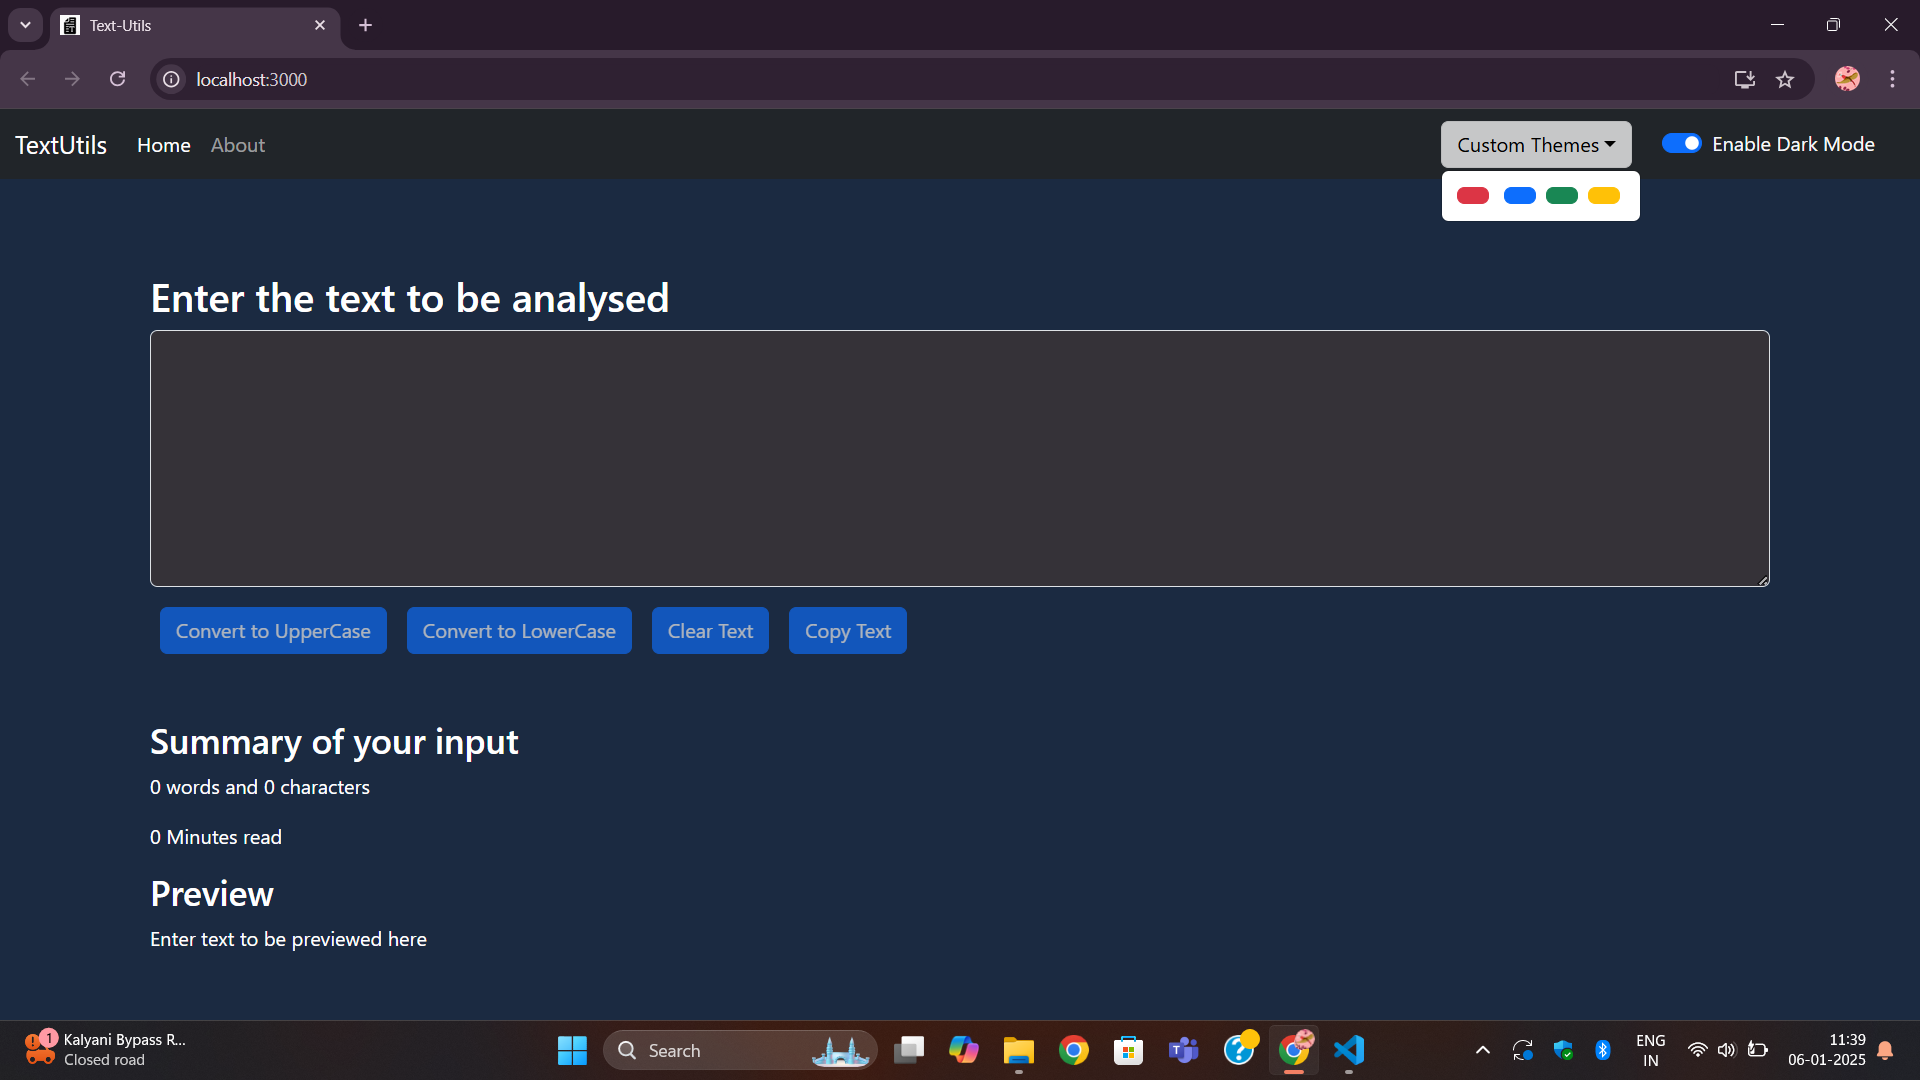 Text-Utils
localhost:3000
TextUtils Home About Custom Themes Enable Dark Mode
Enter the text to be analysed
Convert to UpperCase Convert to LowerCase Clear Text Copy Text
Summary of your input
0 words and 0 characters
0 Minutes read
Preview
Enter text to be previewed here
1
Kalyani Bypass R...
Closed road
Search
T
ENG
IN
11:39
06-01-2025